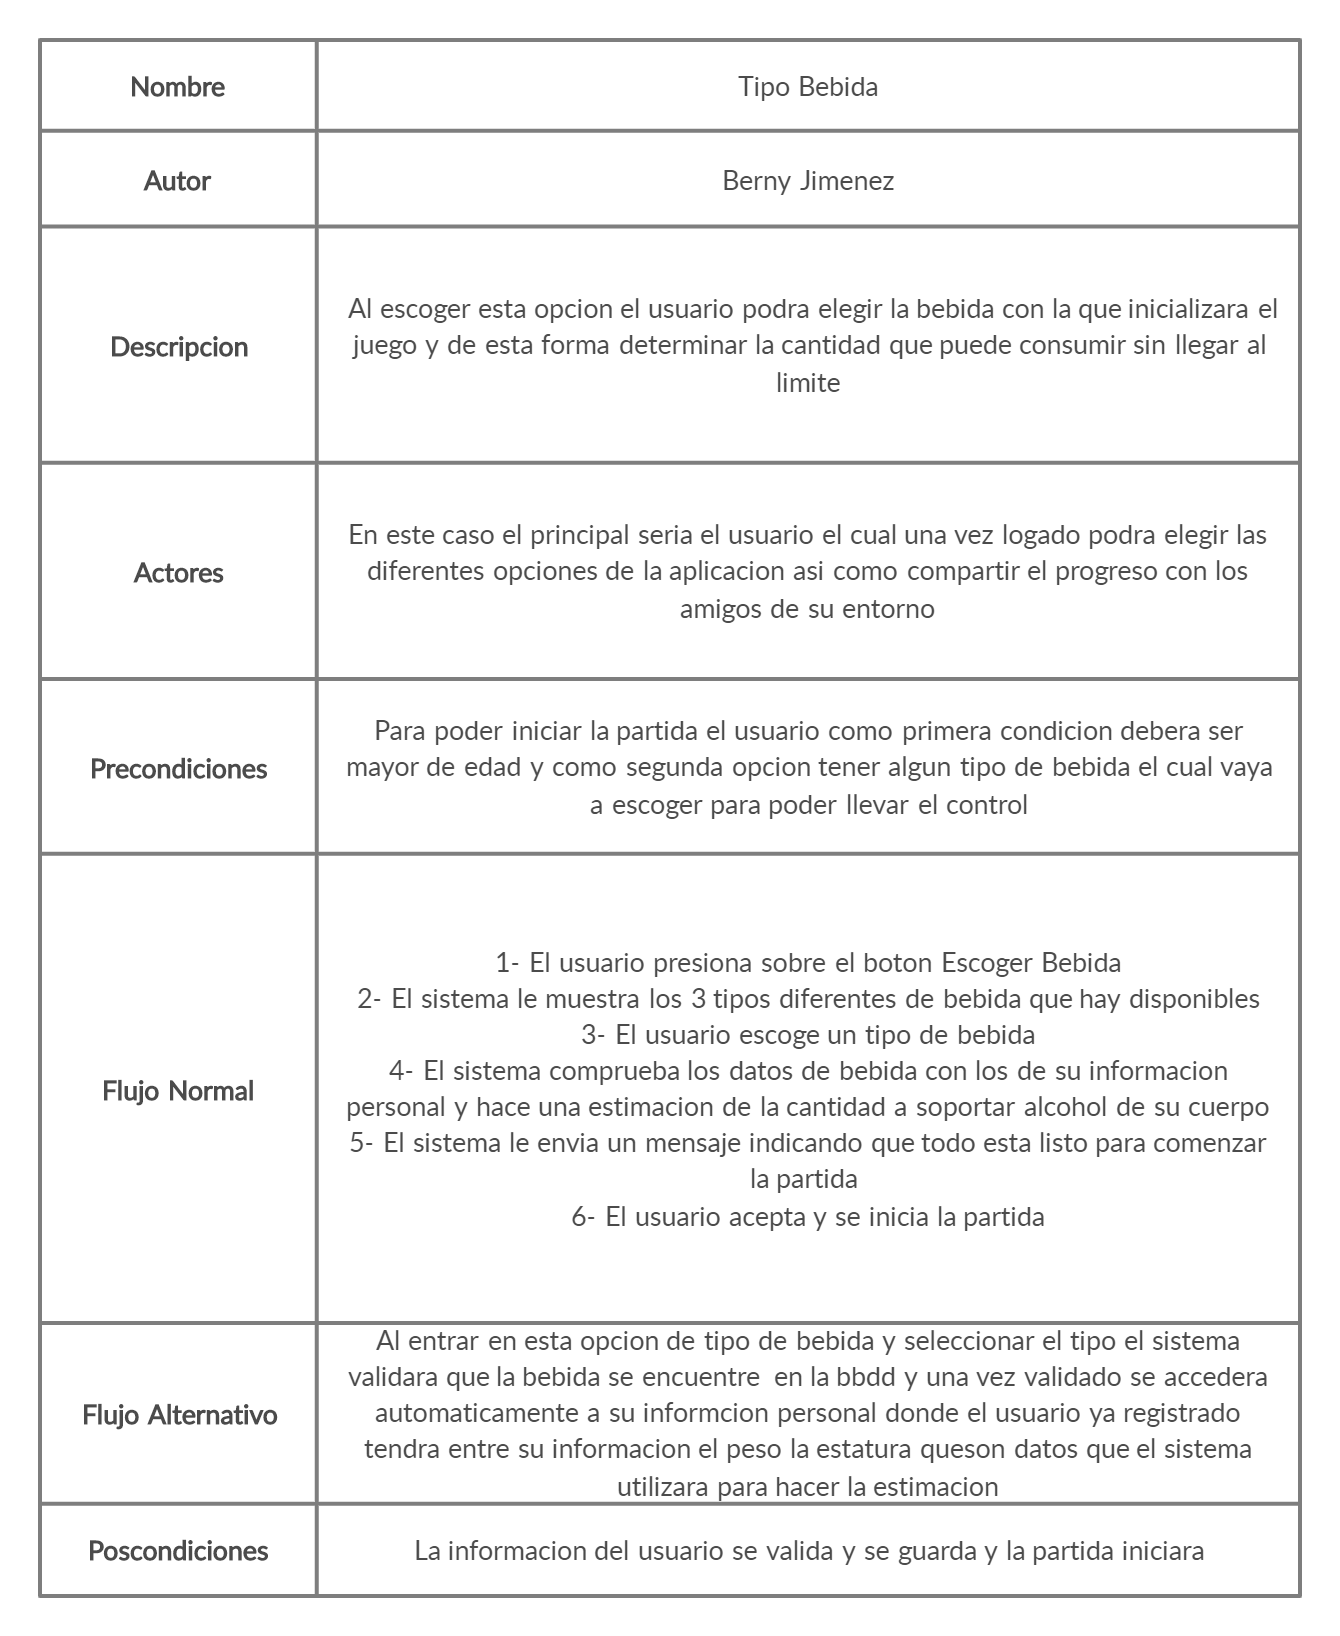 Nombre
Tipo Bebida
Autor
Berny Jimenez
Descripcion
Al escoger esta opcion el usuario podra elegir la bebida con la que inicializara el
juego y de esta forma determinar la cantidad que puede consumir sin llegar al
limite
Actores
En este caso el principal seria el usuario el cual una vez logado podra elegir las
diferentes opciones de la aplicacion asi como compartir el progreso con los
amigos de su entorno
Precondiciones
Para poder iniciar la partida el usuario como primera condicion debera ser
mayor de edad y como segunda opcion tener algun tipo de bebida el cual vaya
a escoger para poder llevar el control
Flujo Normal
1- El usuario presiona sobre el boton Escoger Bebida
2- El sistema le muestra los 3 tipos diferentes de bebida que hay disponibles
3- El usuario escoge un tipo de bebida
4- El sistema comprueba los datos de bebida con los de su informacion
personal y hace una estimacion de la cantidad a soportar alcohol de su cuerpo
5- El sistema le envia un mensaje indicando que todo esta listo para comenzar
la partida
6- El usuario acepta y se inicia la partida
Flujo Alternativo
Al entrar en esta opcion de tipo de bebida y seleccionar el tipo el sistema
validara que la bebida se encuentre  en la bbdd y una vez validado se accedera
automaticamente a su informcion personal donde el usuario ya registrado
tendra entre su informacion el peso la estatura queson datos que el sistema
utilizara para hacer la estimacion
Poscondiciones
La informacion del usuario se valida y se guarda y la partida iniciara